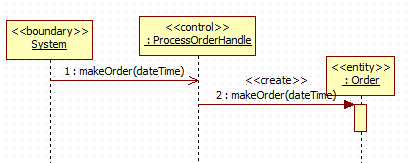 <<boundary>>
System
<<control>>
: ProcessOrderHandle
1 : makeOrder(dateTime)
<<create>>
2 : makeOrder(dateTime)
<<entity>>
: Order